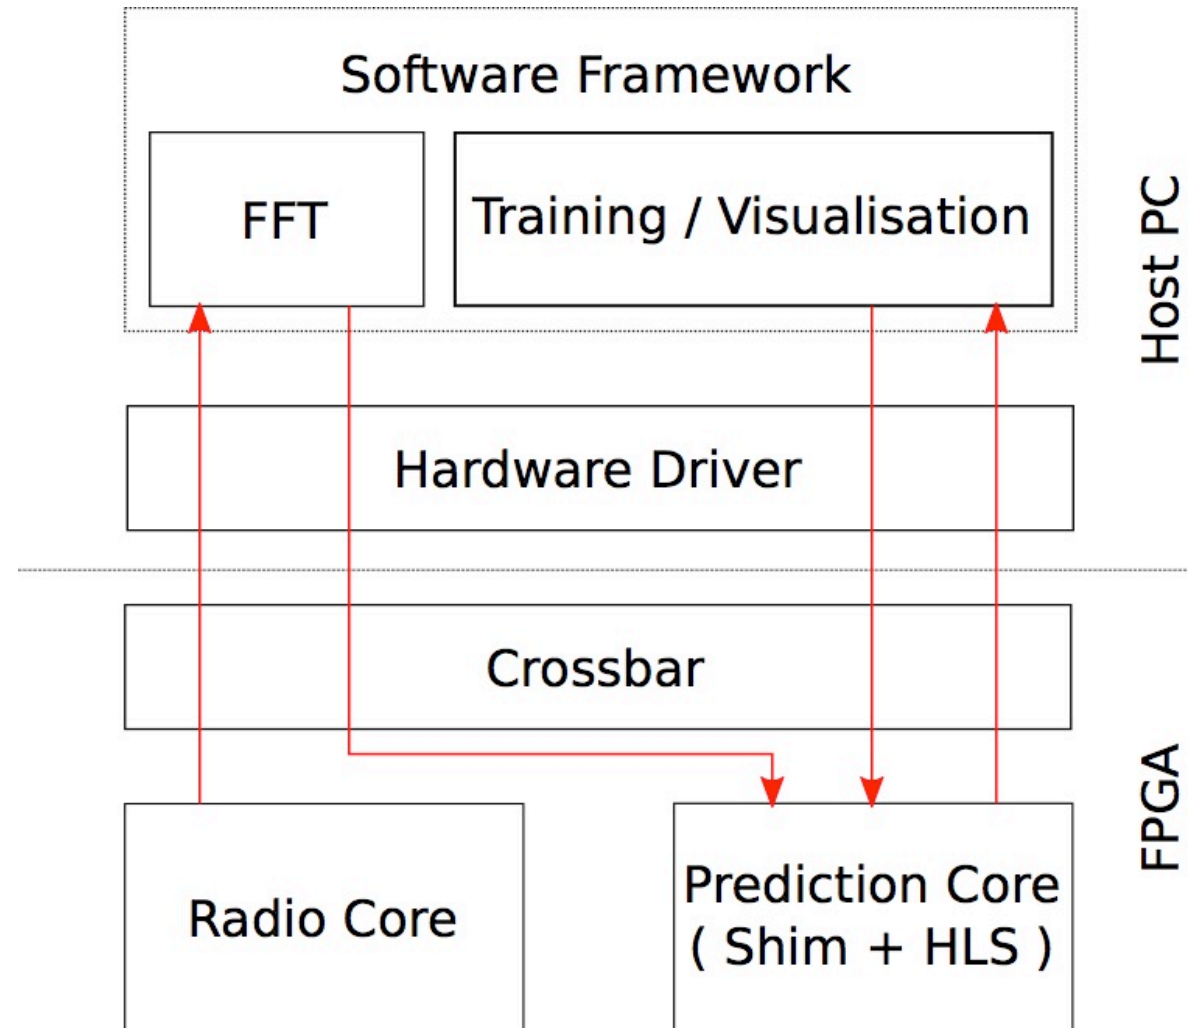 Software Framework
FFT
Training / Visualisation
Host PC
Hardware Driver
Crossbar
FPGA
Radio Core
Prediction Core
( Shim + HLS )